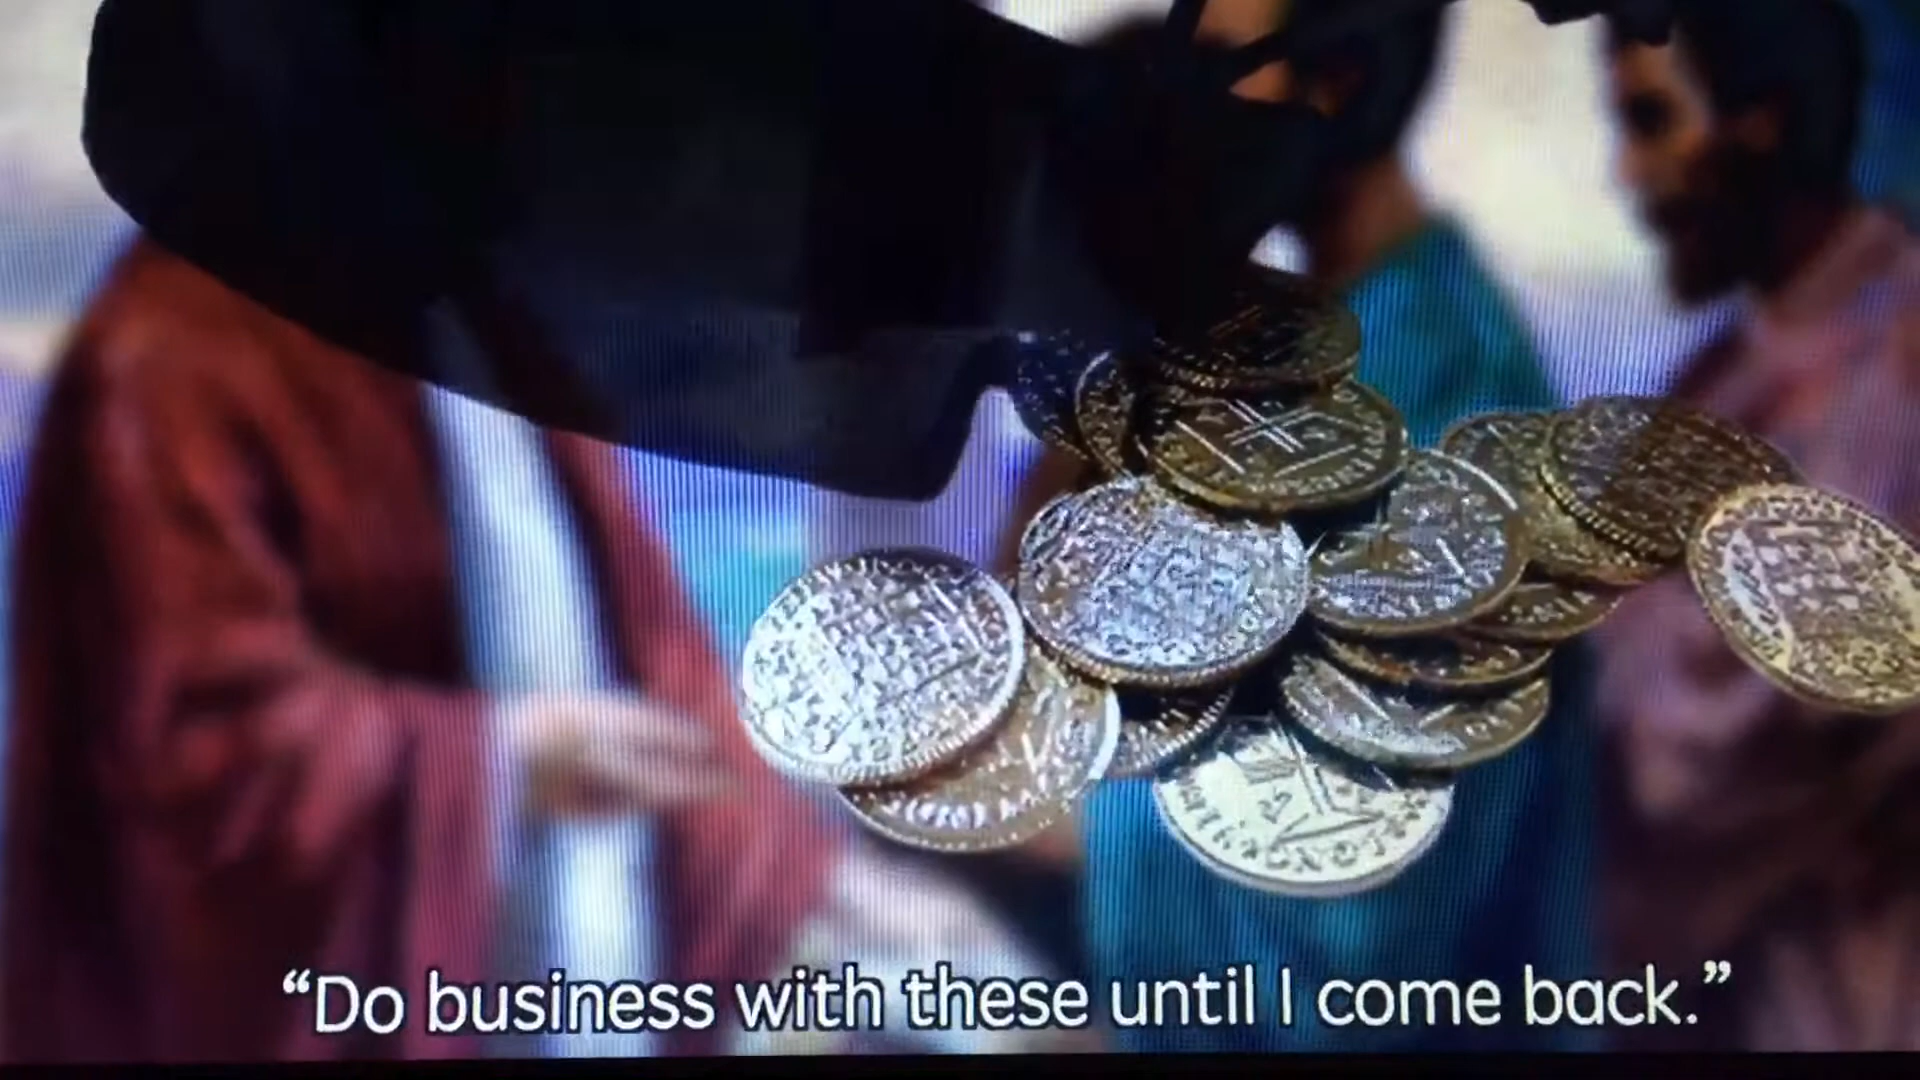 “Do business with these until I come back.”